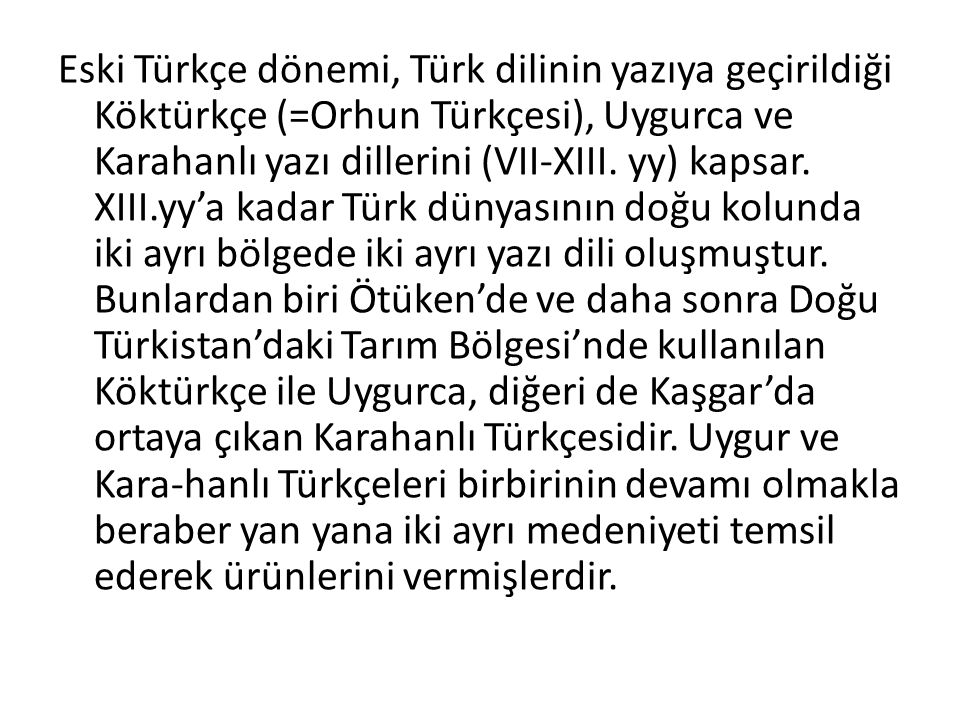 Eski Türkçe dönemi, Türk dilinin yazıya geçirildiği
Köktürkçe (=Orhun Türkçesi), Uygurca ve
Karahanlı yazı dillerini (VII-XIII. yy) kapsar.
XIII.yy’a kadar Türk dünyasının doğu kolunda
iki ayrı bölgede iki ayrı yazı dili oluşmuştur.
Bunlardan biri Ötüken’de ve daha sonra Doğu
Türkistan’daki Tarım Bölgesi’nde kullanılan
Köktürkçe ile Uygurca, diğeri de Kaşgar’da
ortaya çıkan Karahanlı Türkçesidir. Uygur ve
Kara-hanlı Türkçeleri birbirinin devamı olmakla
beraber yan yana iki ayrı medeniyeti temsil
ederek ürünlerini vermişlerdir.